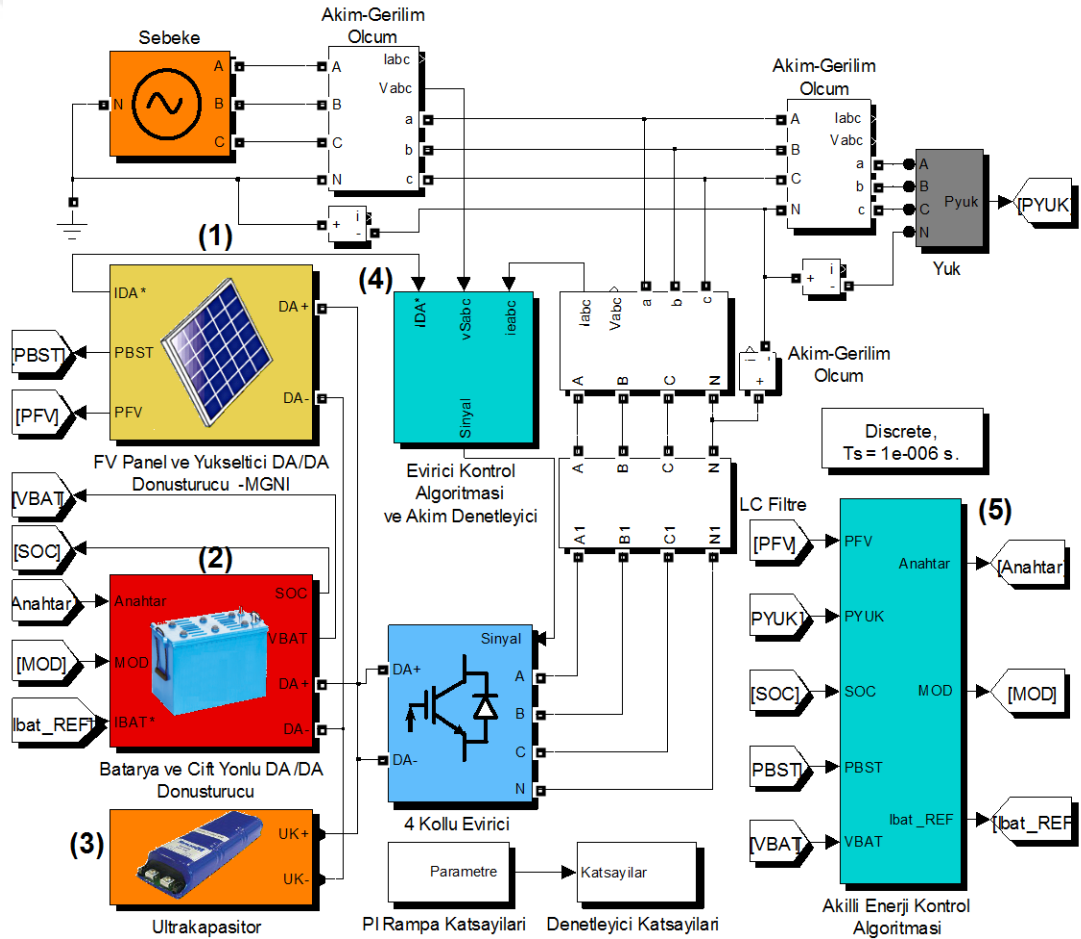 Sebeke
N
A
B
C
Akim-Gerilim
Olcum
A
B
C
N
Iabc
Vabc
a
b
c
+
i
-
Akim-Gerilim
Olcum
A
B
C
N
Iabc
Vabc
a
b
c
A
B
C
N
Pyuk
Yuk
[PYUK]
+
i
-
(1)
IDA*
PBST
PFV
DA+
DA-
[PBST]
[PFV]
FV Panel ve Yukseltici DA/DA
Donusturucu -MGNI
(4)
IDA*
vSabc
ieabc
Sinyal
Evirici Kontrol
Algoritmasi
ve Akim Denetleyici
Iabc
Vabc
a
b
c
A
B
C
N
i
-
+
Akim-Gerilim
Olcum
A
B
C
N
A1
B1
C1
N1
LC Filtre
Discrete,
Ts = 1e-006 s.
[VBAT]
[SOC]
Anahtar
[MOD]
Ibat_REF
(2)
Anahtar
MOD
IBAT*
SOC
VBAT
DA+
DA-
Batarya ve Cift Yonlu DA/DA
Donusturucu
(3)
UK+
UK-
Ultrakapasitor
DA+
DA-
Sinyal
A
B
C
N
4 Kollu Evirici
Parametre
PI Rampa Katsayilari
Katsayilar
Denetleyici Katsayilari
(5)
[PFV]
PYUK]
[SOC]
PBST]
[VBAT]
PFV
PYUK
SOC
PBST
VBAT
Anahtar
MOD
Ibat_REF
[Anahtar]
[MOD]
[Ibat_REF
Akilli Enerji Kontrol
Algoritmasi